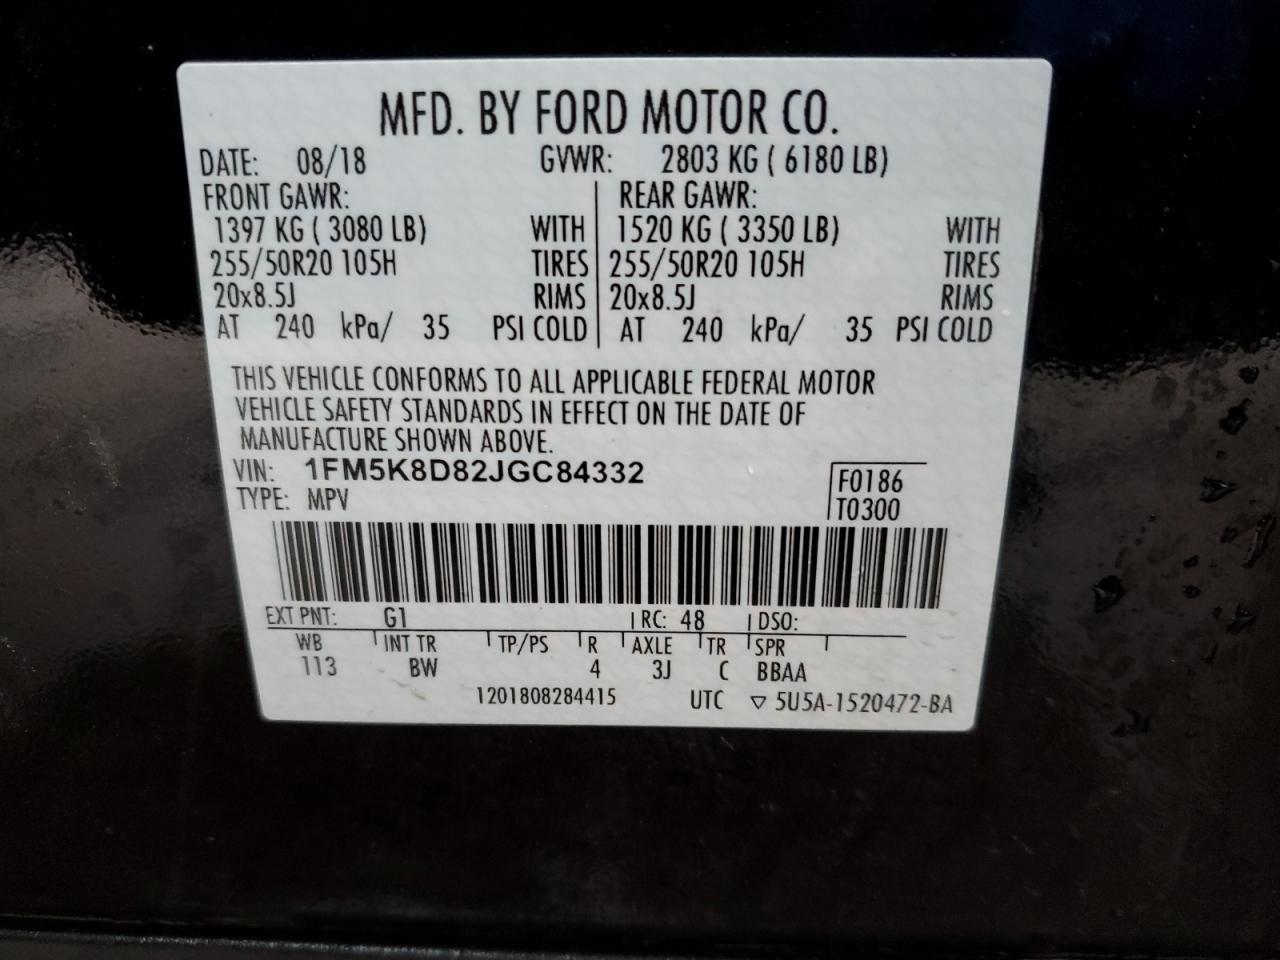 MFD. BY FORD MOTOR CO.
DATE: 08/18 GVWR: 2803 KG ( 6180 LB)
FRONT GAWR: REAR GAWR:
1397 KG ( 3080 LB) WITH 1520 KG ( 3350 LB) WITH
255/50R20 105H TIRES 255/50R20 105H TIRES
20x8.5J RIMS 20x8.5J RIMS
AT 240 kPa/ 35 PSI COLD AT 240 kPa/ 35 PSI COLD
THIS VEHICLE CONFORMS TO ALL APPLICABLE FEDERAL MOTOR
VEHICLE SAFETY STANDARDS IN EFFECT ON THE DATE OF
MANUFACTURE SHOWN ABOVE.
VIN: 1FM5K8D82JGC84332 F0186
TYPE: MPV T0300
EXT PNT: G1 RC: 48 DSO:
WB INT TR TP/PS R AXLE TR SPR
113 BW 4 3J C BBAA
1201808284415 UTC ▽ 5U5A-1520472-BA